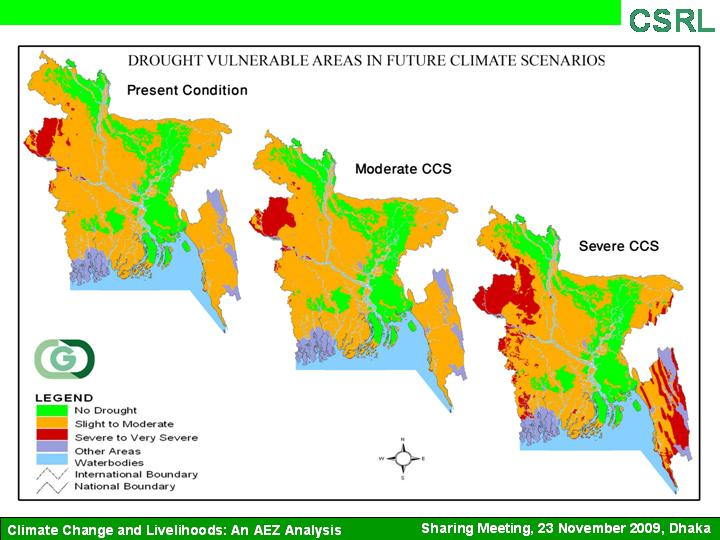 CSRL
DROUGHT VULNERABLE AREAS IN FUTURE CLIMATE SCENARIOS
Present Condition
Moderate CCS
Severe CCS
CG
LEGEND
No Drought
Slight to Moderate
Severe to Very Severe
Other Areas
Waterbodies
International Boundary
National Boundary
N
W E
S
Climate Change and Livelihoods: An AEZ Analysis
Sharing Meeting, 23 November 2009, Dhaka